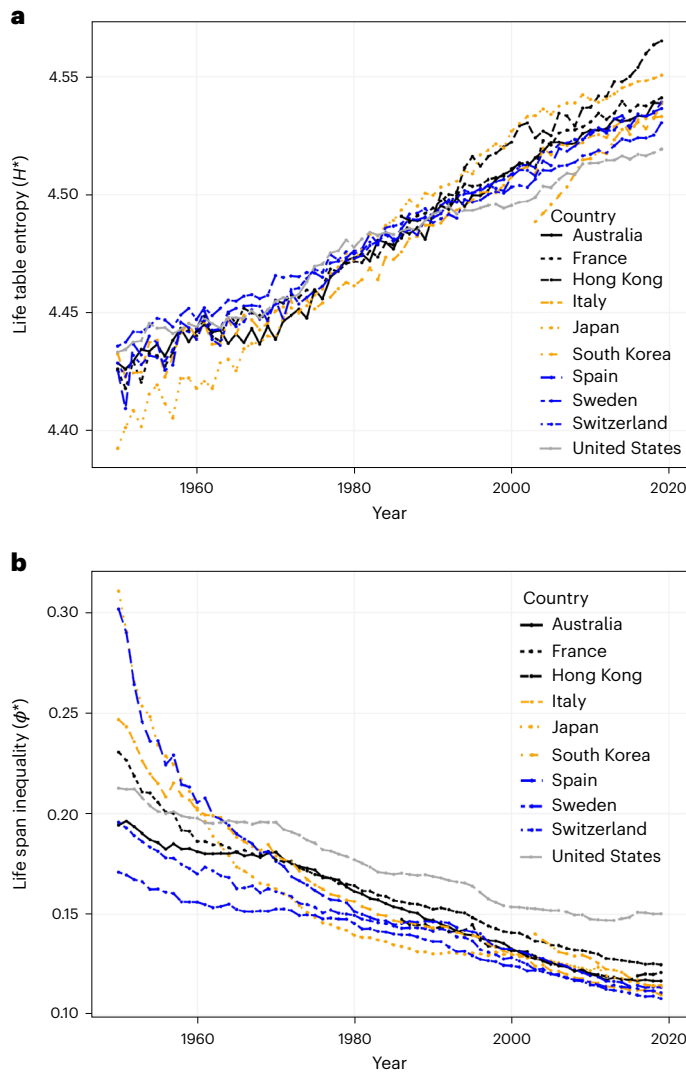 a
Life table entropy (H*)
4.55
4.50
4.45
4.40
Country
Australia
France
Hong Kong
Italy
Japan
South Korea
Spain
Sweden
Switzerland
United States
1960
1980
2000
2020
Year
b
Life span inequality (ϕ*)
0.30
0.25
0.20
0.15
0.10
Country
Australia
France
Hong Kong
Italy
Japan
South Korea
Spain
Sweden
Switzerland
United States
1960
1980
2000
2020
Year